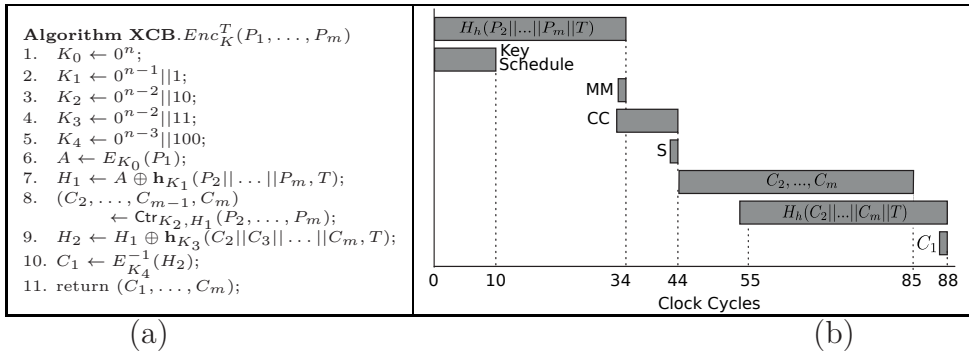 Algorithm XCB.Enc_K^T(P_1, . . . , P_m)
1. K_0 ← 0^n;
2. K_1 ← 0^{n−1}||1;
3. K_2 ← 0^{n−2}||10;
4. K_3 ← 0^{n−2}||11;
5. K_4 ← 0^{n−3}||100;
6. A ← E_{K_0}(P_1);
7. H_1 ← A ⊕ h_{K_1}(P_2|| . . . ||P_m, T);
8. (C_2, . . . , C_{m−1}, C_m)
← Ctr_{K_2,H_1}(P_2, . . . , P_m);
9. H_2 ← H_1 ⊕ h_{K_3}(C_2||C_3|| . . . ||C_m, T);
10. C_1 ← E_{K_4}^{−1}(H_2);
11. return (C_1, . . . , C_m);
(a)
H_h(P_2||...||P_m||T)
Key
Schedule
MM
CC
S
C_2, ..., C_m
H_h(C_2||...||C_m||T)
C_1
0 10 34 44 55 85 88
Clock Cycles
(b)